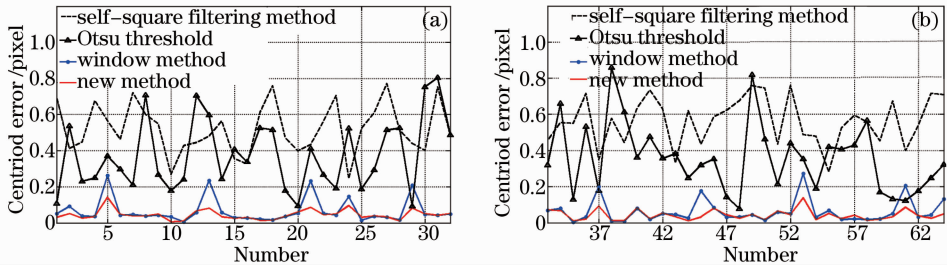 (a)
self-square filtering method
Otsu threshold
window method
new method
Centriod error /pixel
1.0
0.8
0.6
0.4
0.2
0
5
10
15
20
25
30
Number
(b)
self-square filtering method
Otsu threshold
window method
new method
Centriod error /pixel
1.0
0.8
0.6
0.4
0.2
0
37
42
47
52
57
62
Number